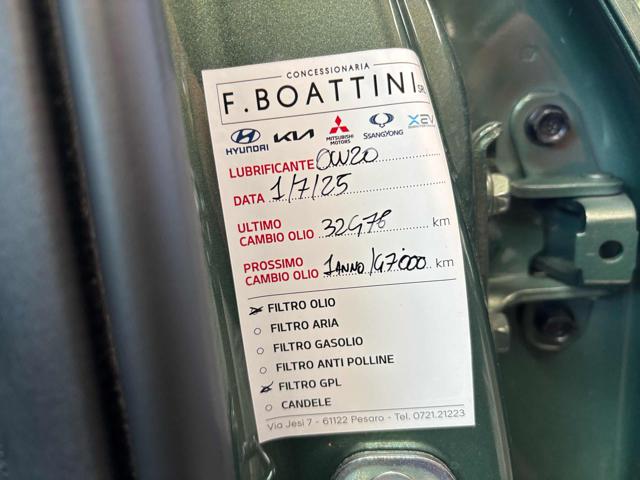 CONCESSIONARIA
F.BOATTINI SRL
HYUNDAI KIA MITSUBISHI MOTORS SSANGYONG XEV
LUBRIFICANTE 0W20
DATA 1/7/25
ULTIMO
CAMBIO OLIO 32978 km
PROSSIMO
CAMBIO OLIO 1 ANNO/47'000 km
FILTRO OLIO
FILTRO ARIA
FILTRO GASOLIO
FILTRO ANTI POLLINE
FILTRO GPL
CANDELE
Via Jesi 7 - 61122 Pesaro - Tel. 0721.21223